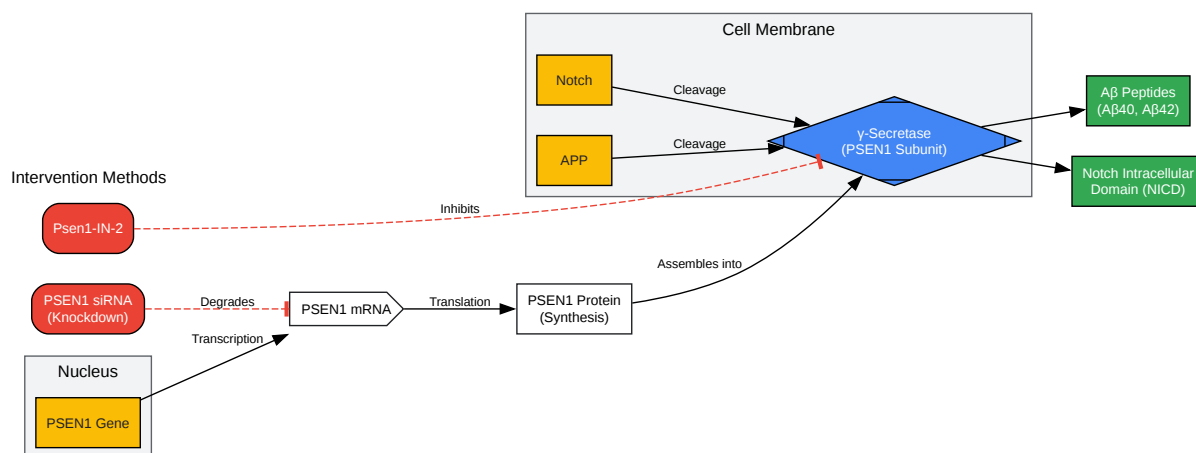 Cell Membrane
Notch
Cleavage
APP
Cleavage
γ-Secretase
(PSEN1 Subunit)
Aβ Peptides
(Aβ40, Aβ42)
Notch Intracellular
Domain (NICD)
Intervention Methods
Psen1-IN-2
Inhibits
PSEN1 siRNA
(Knockdown)
Degrades
PSEN1 mRNA
Translation
PSEN1 Protein
(Synthesis)
Assembles into
Transcription
Nucleus
PSEN1 Gene